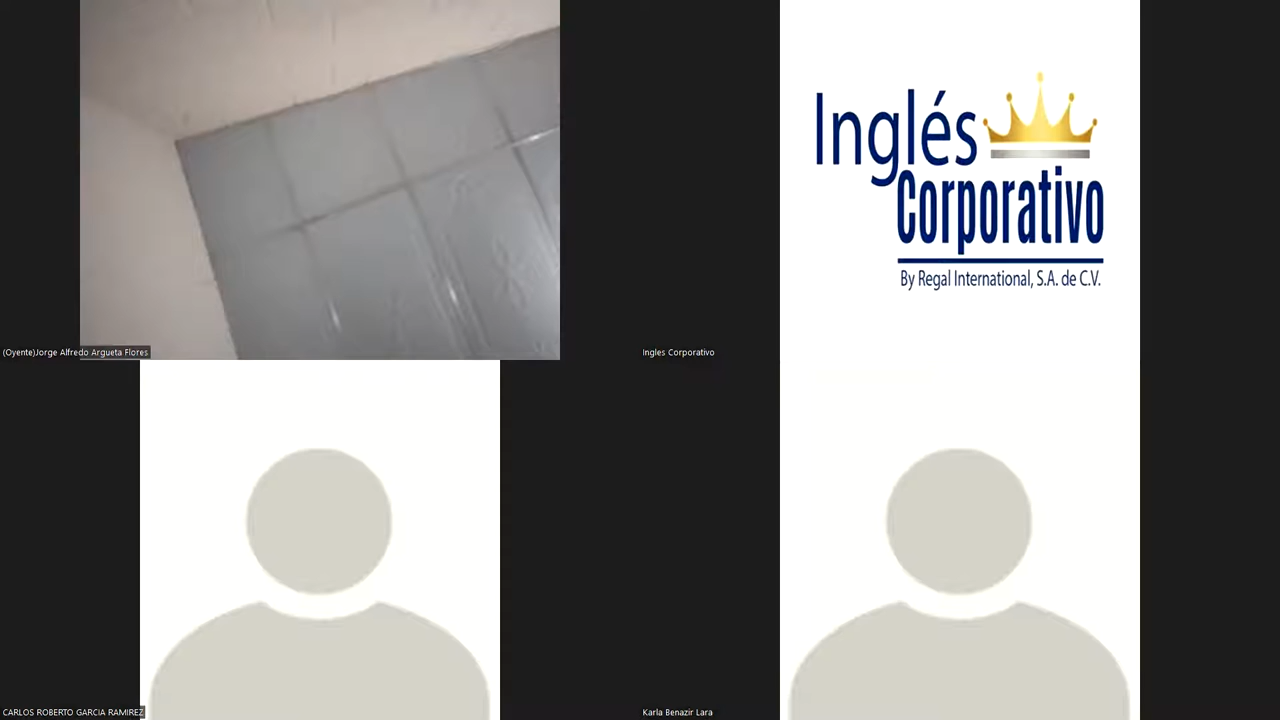 Inglés
Corporativo
By Regal International, S.A. de C.V.
(Oyente)Jorge Alfredo Argueta Flores
Ingles Corporativo
CARLOS ROBERTO GARCIA RAMIREZ
Karla Benazir Lara